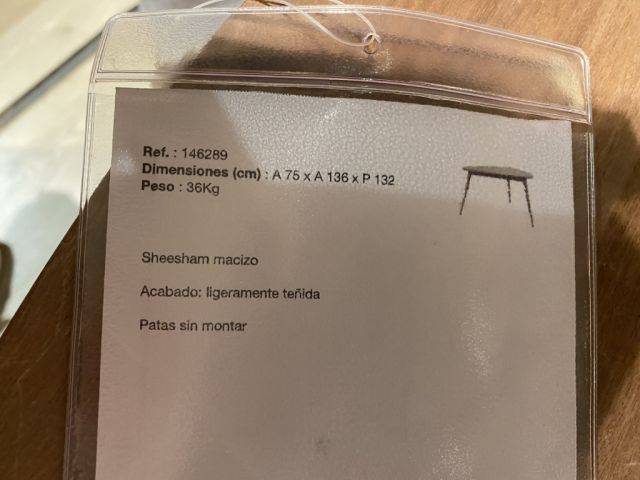 Ref. : 146289
Dimensiones (cm) : A 75 x A 136 x P 132
Peso : 36Kg
Sheesham macizo
Acabado: ligeramente teñida
Patas sin montar